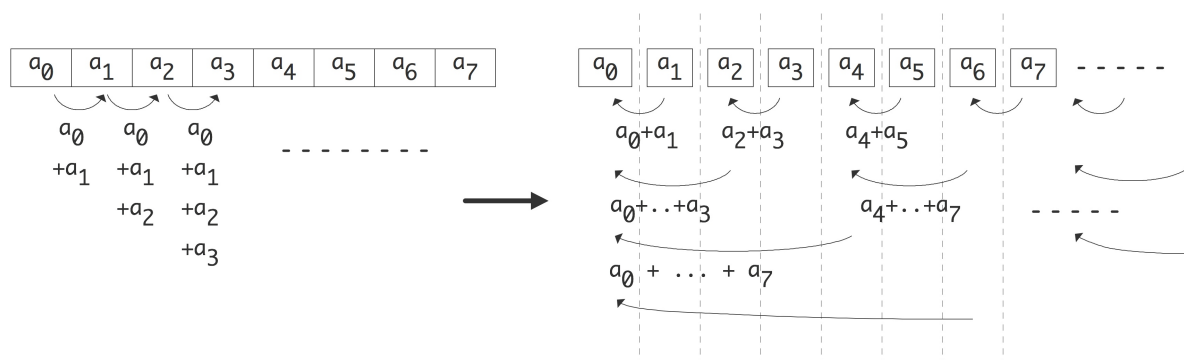 a0 a1 a2 a3 a4 a5 a6 a7
a0 a0 a0
+a1 +a1 +a1
+a2 +a2
+a3
a0 a1 a2 a3 a4 a5 a6 a7
a0+a1 a2+a3 a4+a5
a0+..+a3 a4+..+a7
a0 + ... + a7